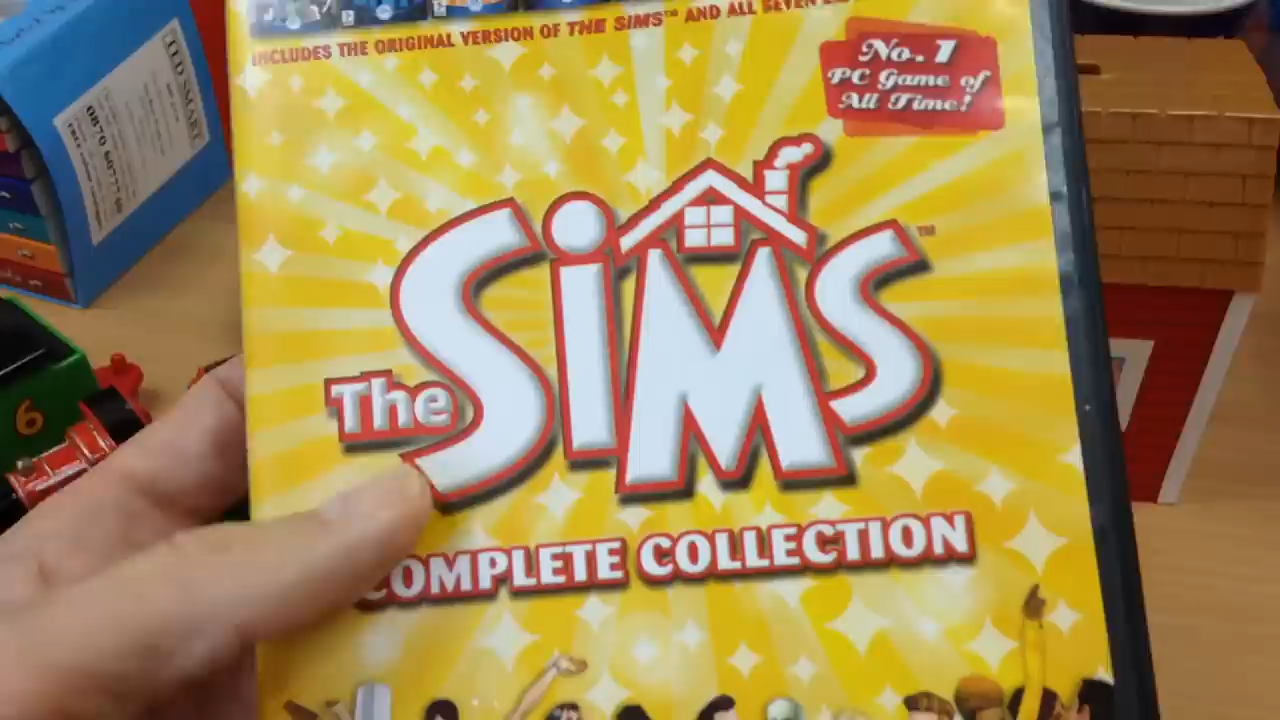 INCLUDES THE ORIGINAL VERSION OF THE SIMS™ AND ALL SEVEN
No. 1
PC Game of
All Time!
The SiMS™
COMPLETE COLLECTION
6
0870